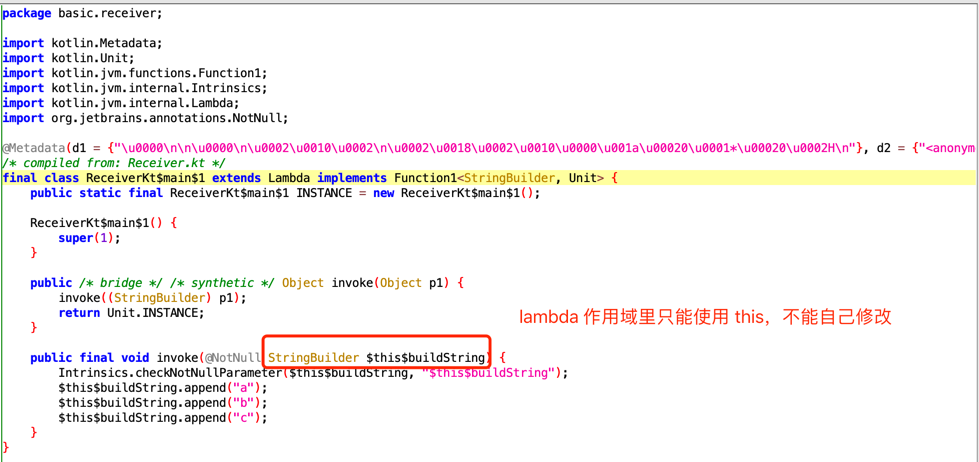 package basic.receiver;
import kotlin.Metadata;
import kotlin.Unit;
import kotlin.jvm.functions.Function1;
import kotlin.jvm.internal.Intrinsics;
import kotlin.jvm.internal.Lambda;
import org.jetbrains.annotations.NotNull;
@Metadata(d1 = {"\u0000\n\n\u0000\n\u0002\u0010\u0002\n\u0002\u0018\u0002\u0010\u0000\u001a\u00020\u0001*\u00020\u0002H\n"}, d2 = {"<anonym
/* compiled from: Receiver.kt */
final class ReceiverKt$main$1 extends Lambda implements Function1<StringBuilder, Unit> {
public static final ReceiverKt$main$1 INSTANCE = new ReceiverKt$main$1();
ReceiverKt$main$1() {
super(1);
}
public /* bridge */ /* synthetic */ Object invoke(Object p1) {
invoke((StringBuilder) p1);
return Unit.INSTANCE;
}
lambda 作用域里只能使用 this，不能自己修改
public final void invoke(@NotNull StringBuilder $this$buildString) {
Intrinsics.checkNotNullParameter($this$buildString, "$this$buildString");
$this$buildString.append("a");
$this$buildString.append("b");
$this$buildString.append("c");
}
}